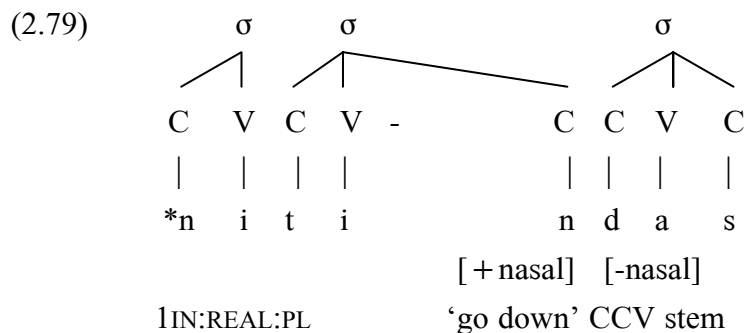 (2.79) σ σ σ
C V C V - C C V C
| | | | | | | |
*n i t i n d a s
[+nasal] [-nasal]
1IN:REAL:PL ‘go down’ CCV stem